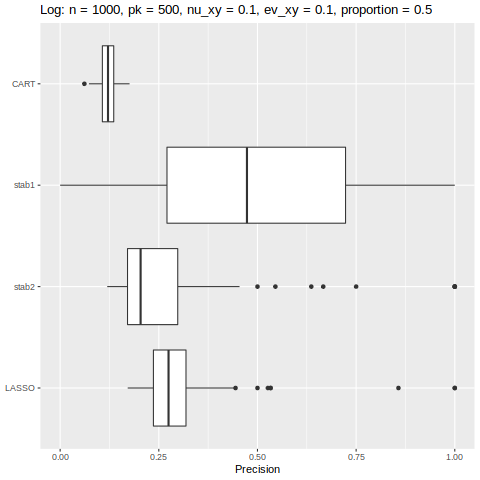 Log: n = 1000, pk = 500, nu_xy = 0.1, ev_xy = 0.1, proportion = 0.5
CART
stab1
stab2
LASSO
0.00 0.25 0.50 0.75 1.00
Precision